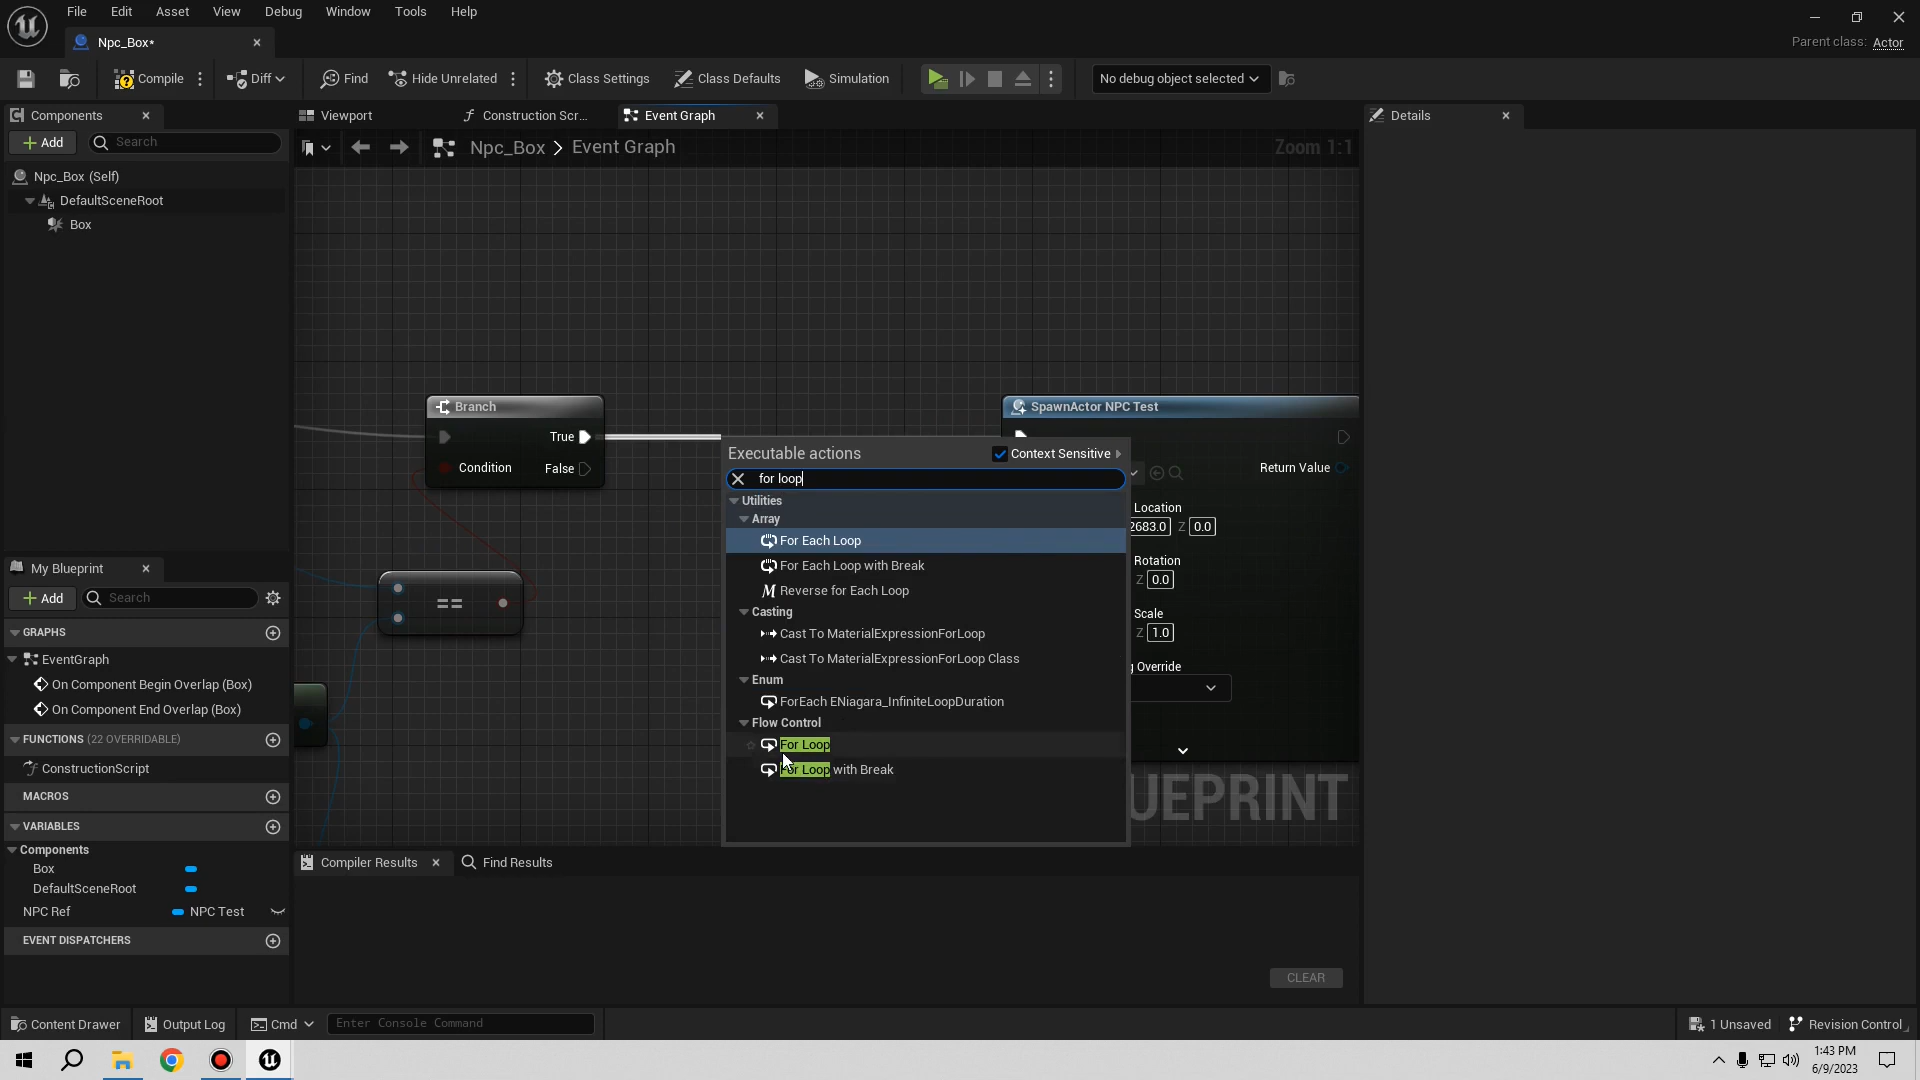 File Edit Asset View Debug Window Tools Help
Npc_Box*
Parent class: Actor
Compile Diff Find Hide Unrelated Class Settings Class Defaults Simulation No debug object selected
Components
Add Search
Npc_Box (Self)
DefaultSceneRoot
Box
Viewport Construction Scr... Event Graph
Npc_Box > Event Graph
Zoom 1:1
Details
Branch
True
Condition False
==
SpawnActor NPC Test
Return Value
Location
2683.0 Z 0.0
Rotation
Z 0.0
Scale
Z 1.0
g Override
UEPRINT
Executable actions Context Sensitive
for loop
Utilities
Array
For Each Loop
For Each Loop with Break
Reverse for Each Loop
Casting
Cast To MaterialExpressionForLoop
Cast To MaterialExpressionForLoop Class
Enum
ForEach ENiagara_InfiniteLoopDuration
Flow Control
For Loop
For Loop with Break
My Blueprint
Add Search
GRAPHS
EventGraph
On Component Begin Overlap (Box)
On Component End Overlap (Box)
FUNCTIONS (22 OVERRIDABLE)
ConstructionScript
MACROS
VARIABLES
Components
Box
DefaultSceneRoot
NPC Ref NPC Test
EVENT DISPATCHERS
Compiler Results Find Results
CLEAR
Content Drawer Output Log Cmd Enter Console Command
1 Unsaved Revision Control
1:43 PM
6/9/2023